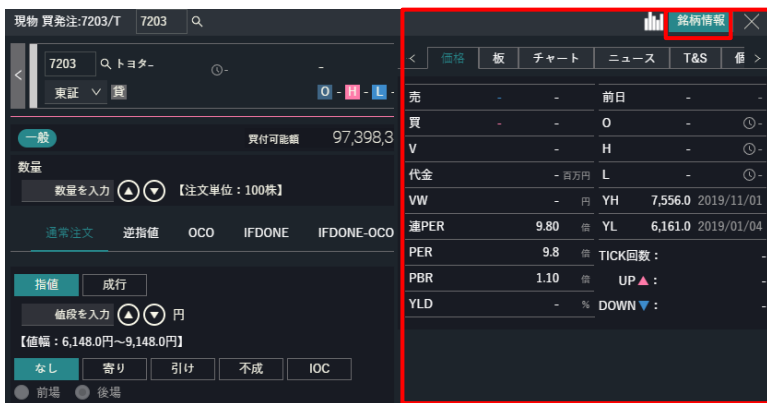 現物 買発注:7203/T 7203
7203 トヨタ- - -
東証 貸 O - H - L -
一般 買付可能額 97,398,3
数量
数量を入力 【注文単位:100株】
通常注文 逆指値 OCO IFDONE IFDONE-OCO
指値 成行
値段を入力 円
【値幅:6,148.0円~9,148.0円】
なし 寄り 引け 不成 IOC
前場 後場
銘柄情報
< 価格 板 チャート ニュース T&S >
売 - - 前日 - -
買 - - O - -
V - H - -
代金 - 百万円 L - -
VW - 円 YH 7,556.0 2019/11/01
連PER 9.80 倍 YL 6,161.0 2019/01/04
PER 9.8 倍 TICK回数: -
PBR 1.10 倍 UP▲: -
YLD - % DOWN▼: -